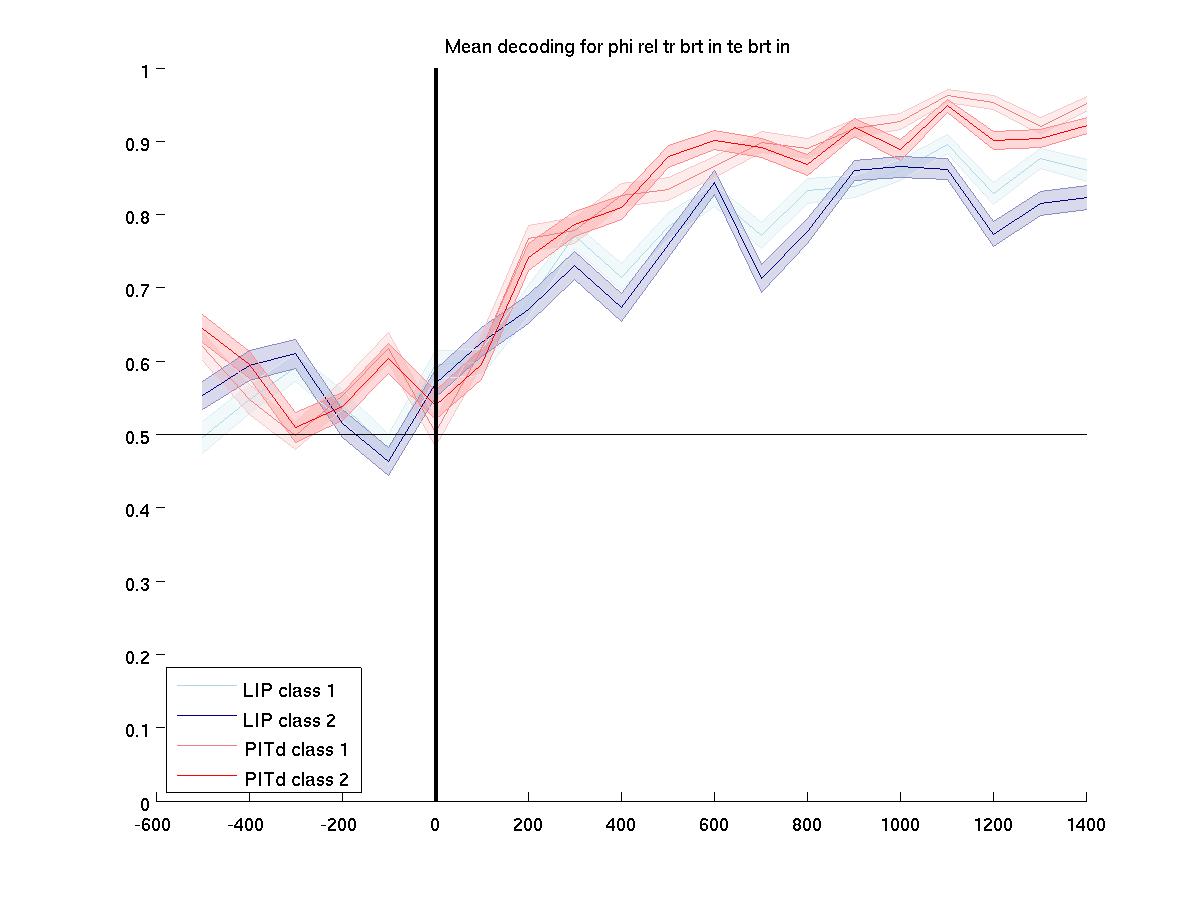 Mean decoding for phi rel tr brt in te brt in
1
0.9
0.8
0.7
0.6
0.5
0.4
0.3
0.2
0.1
0
LIP class 1
LIP class 2
PITd class 1
PITd class 2
-600 -400 -200 0 200 400 600 800 1000 1200 1400